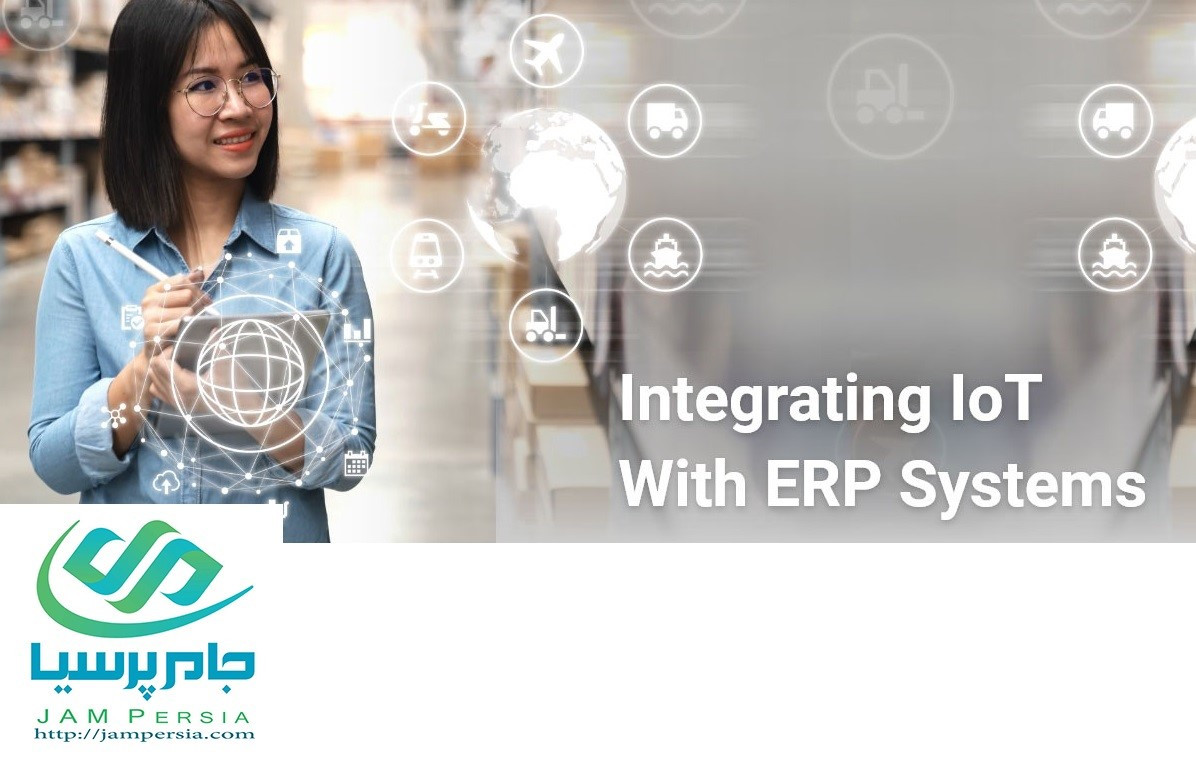 Integrating IoT
With ERP Systems
جام پرسیا
JAM PERSIA
http://jampersia.com